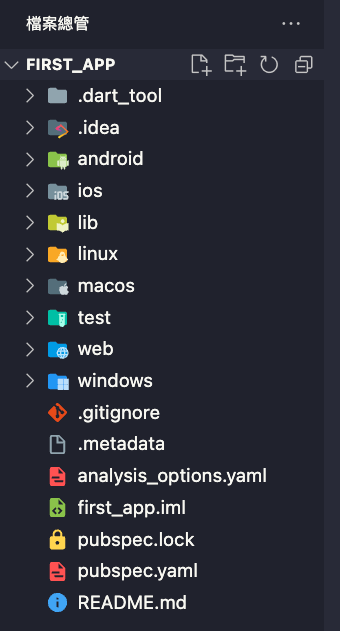 檔案總管
FIRST_APP
.dart_tool
.idea
android
iOS
ios
lib
linux
macos
test
web
windows
.gitignore
.metadata
analysis_options.yaml
first_app.iml
pubspec.lock
pubspec.yaml
README.md